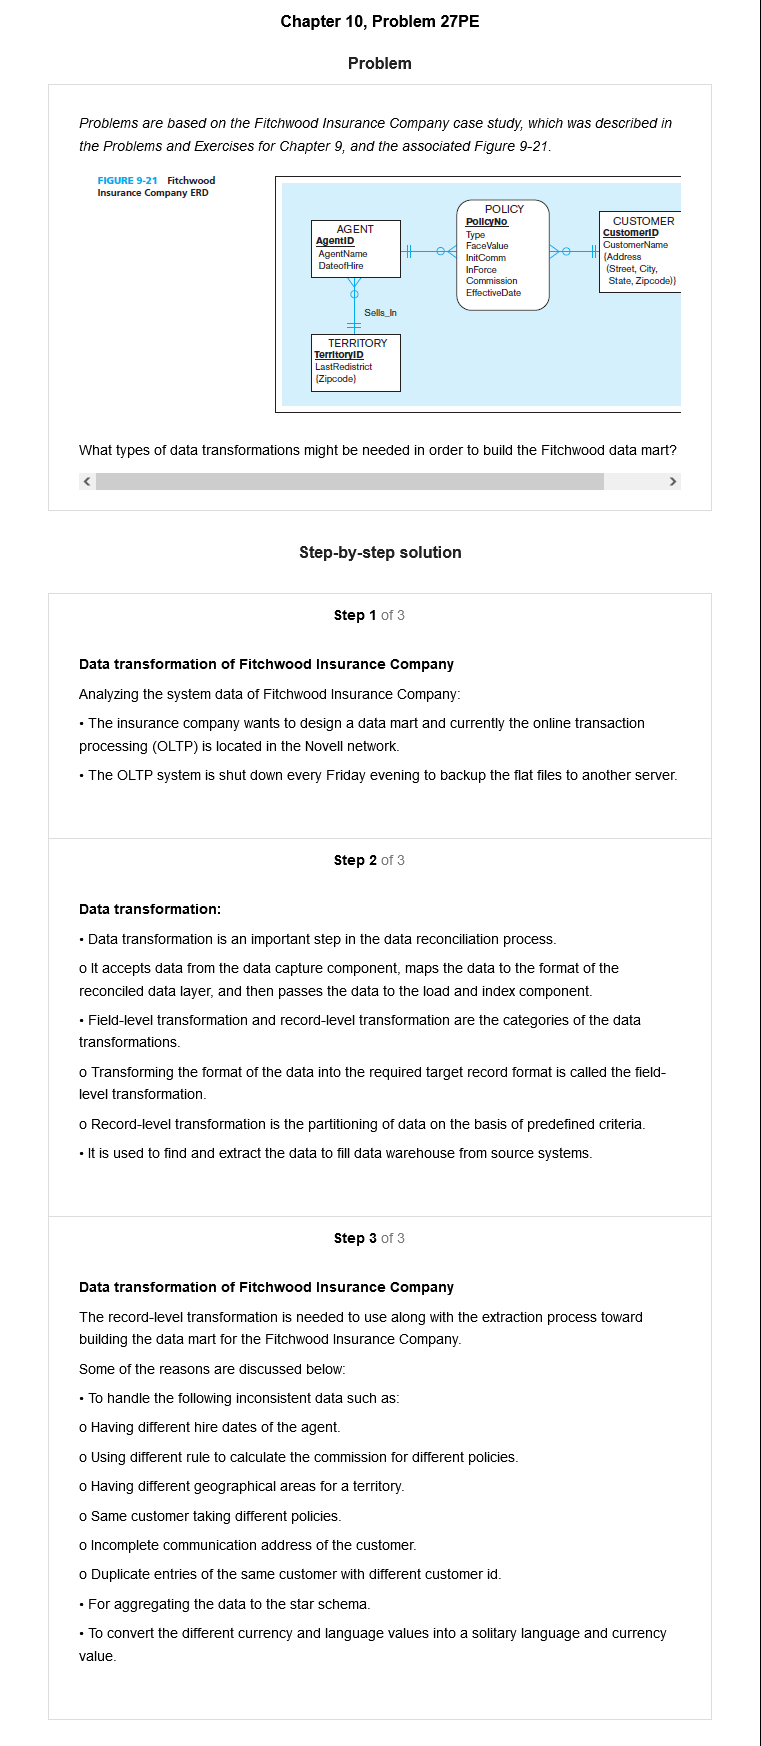 Chapter 10, Problem 27PE
Problem
Problems are based on the Fitchwood Insurance Company case study, which was described in
the Problems and Exercises for Chapter 9, and the associated Figure 9-21.
FIGURE 9-21 Fitchwood
Insurance Company ERD
AGENT
AgentID
AgentName
DateofHire
POLICY
PolicyNo
Type
FaceValue
InitComm
InForce
Commission
EffectiveDate
CUSTOMER
CustomerID
CustomerName
{Address
(Street, City,
State, Zipcode)}
Sells_In
TERRITORY
TerritoryID
LastRedistrict
{Zipcode}
What types of data transformations might be needed in order to build the Fitchwood data mart?
Step-by-step solution
Step 1 of 3
Data transformation of Fitchwood Insurance Company
Analyzing the system data of Fitchwood Insurance Company:
• The insurance company wants to design a data mart and currently the online transaction
processing (OLTP) is located in the Novell network.
• The OLTP system is shut down every Friday evening to backup the flat files to another server.
Step 2 of 3
Data transformation:
• Data transformation is an important step in the data reconciliation process.
o It accepts data from the data capture component, maps the data to the format of the
reconciled data layer, and then passes the data to the load and index component.
• Field-level transformation and record-level transformation are the categories of the data
transformations.
o Transforming the format of the data into the required target record format is called the field-
level transformation.
o Record-level transformation is the partitioning of data on the basis of predefined criteria.
• It is used to find and extract the data to fill data warehouse from source systems.
Step 3 of 3
Data transformation of Fitchwood Insurance Company
The record-level transformation is needed to use along with the extraction process toward
building the data mart for the Fitchwood Insurance Company.
Some of the reasons are discussed below:
• To handle the following inconsistent data such as:
o Having different hire dates of the agent.
o Using different rule to calculate the commission for different policies.
o Having different geographical areas for a territory.
o Same customer taking different policies.
o Incomplete communication address of the customer.
o Duplicate entries of the same customer with different customer id.
• For aggregating the data to the star schema.
• To convert the different currency and language values into a solitary language and currency
value.